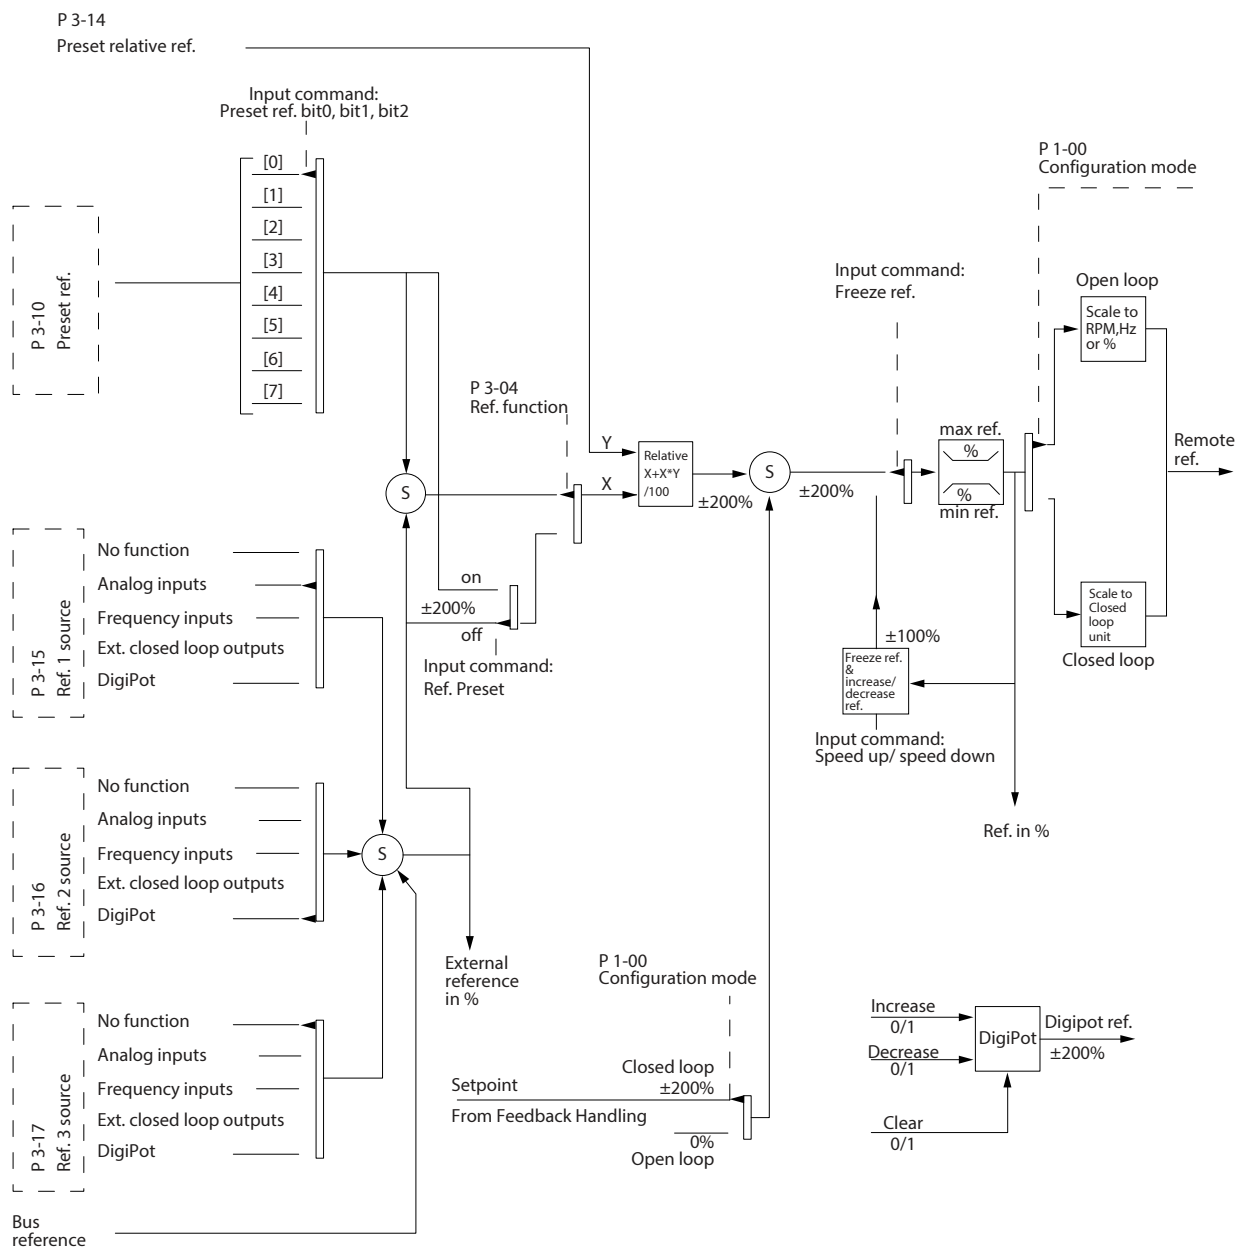 P 3-14
Preset relative ref.
Input command:
Preset ref. bit0, bit1, bit2
[0]
[1]
[2]
[3]
[4]
[5]
[6]
[7]
P 3-10
Preset ref.
P 1-00
Configuration mode
Input command:
Freeze ref.
Open loop
Scale to
RPM,Hz
or %
P 3-04
Ref. function
Y
X
Relative
X+X*Y
/100
±200%
S
±200%
max ref.
%
%
min ref.
Remote
ref.
S
P 3-15
Ref. 1 source
No function
Analog inputs
Frequency inputs
Ext. closed loop outputs
DigiPot
on
±200%
off
Input command:
Ref. Preset
±100%
Freeze ref.
&
increase/
decrease
ref.
Input command:
Speed up/ speed down
Scale to
Closed
loop
unit
Closed loop
Ref. in %
P 3-16
Ref. 2 source
No function
Analog inputs
Frequency inputs
Ext. closed loop outputs
DigiPot
S
External
reference
in %
P 3-17
Ref. 3 source
No function
Analog inputs
Frequency inputs
Ext. closed loop outputs
DigiPot
P 1-00
Configuration mode
Closed loop
±200%
Setpoint
From Feedback Handling
0%
Open loop
Increase
0/1
Decrease
0/1
Clear
0/1
DigiPot
Digipot ref.
±200%
Bus
reference